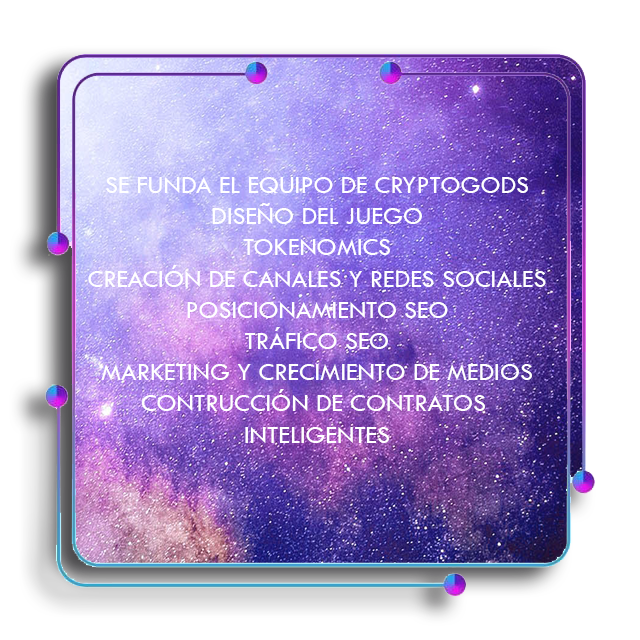 SE FUNDA EL EQUIPO DE CRYPTOGODS
DISEÑO DEL JUEGO
TOKENOMICS
CREACIÓN DE CANALES Y REDES SOCIALES
POSICIONAMIENTO SEO
TRÁFICO SEO
MARKETING Y CRECIMIENTO DE MEDIOS
CONTRUCCIÓN DE CONTRATOS
INTELIGENTES